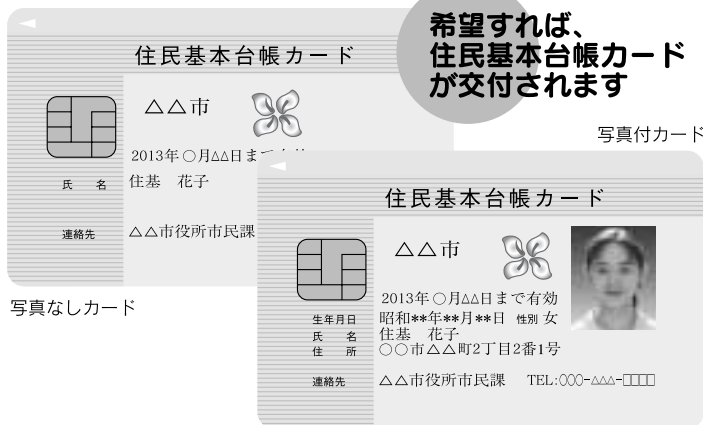 希望すれば、
住民基本台帳カード
が交付されます
住民基本台帳カード
△△市
2013年○月△△日ま
氏 名 住基 花子
連絡先 △△市役所市民課
写真なしカード
写真付カード
住民基本台帳カード
△△市
2013年○月△△日まで有効
生年月日 昭和**年**月**日 性別 女
氏 名 住基 花子
住 所 ○○市△△町2丁目2番1号
連絡先 △△市役所市民課 TEL:○○○-△△△-□□□□